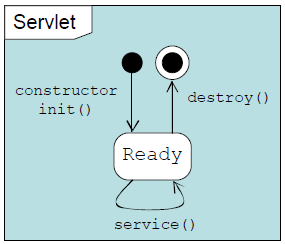 Servlet
constructor
init()
destroy()
Ready
service()